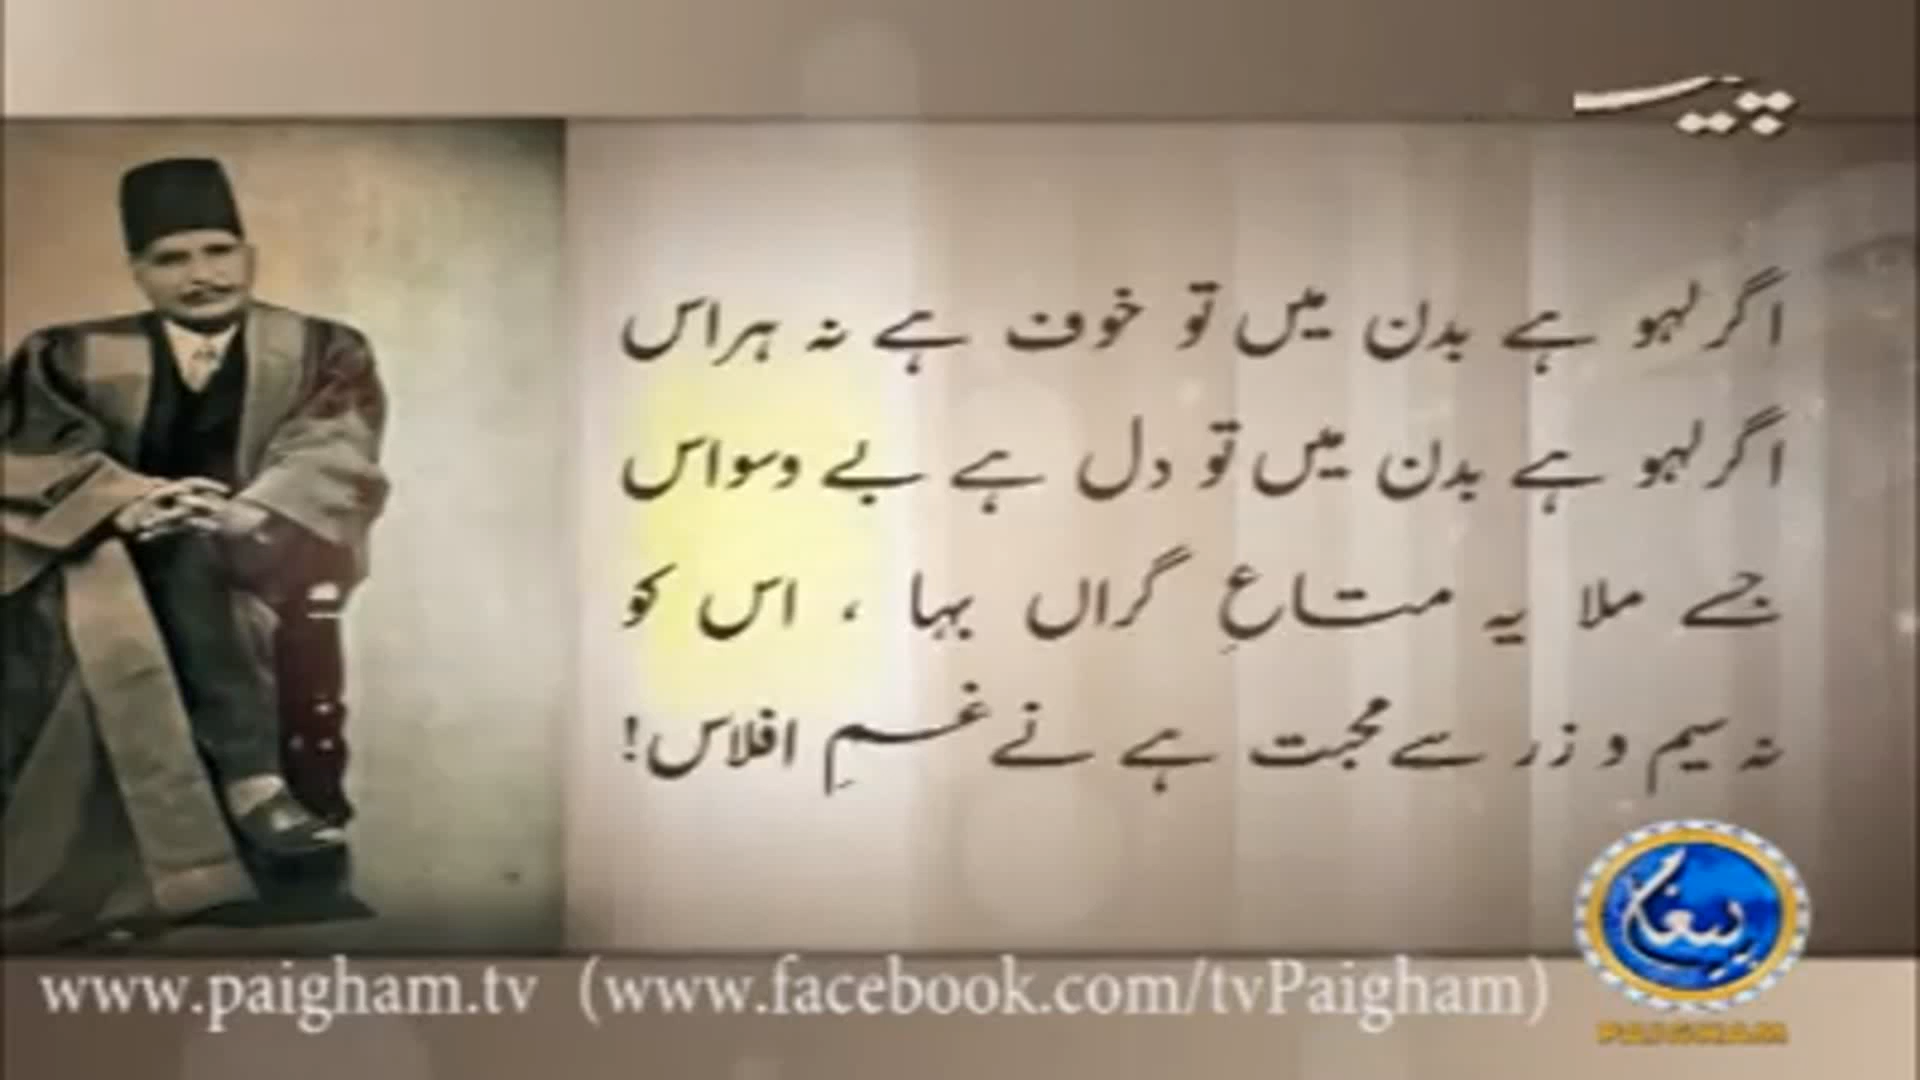 پیر
اگر لہو ہے بدن میں تو خوف ہے نہ ہراس
اگر لہو ہے بدن میں تو دل ہے بے وسواس
جسے ملا یہ متاعِ گراں بہا ، اس کو
نہ سیم و زر سے محبت ہے نے غمِ افلاس!
پیغام
PAIGHAM
www.paigham.tv (www.facebook.com/tvPaigham)